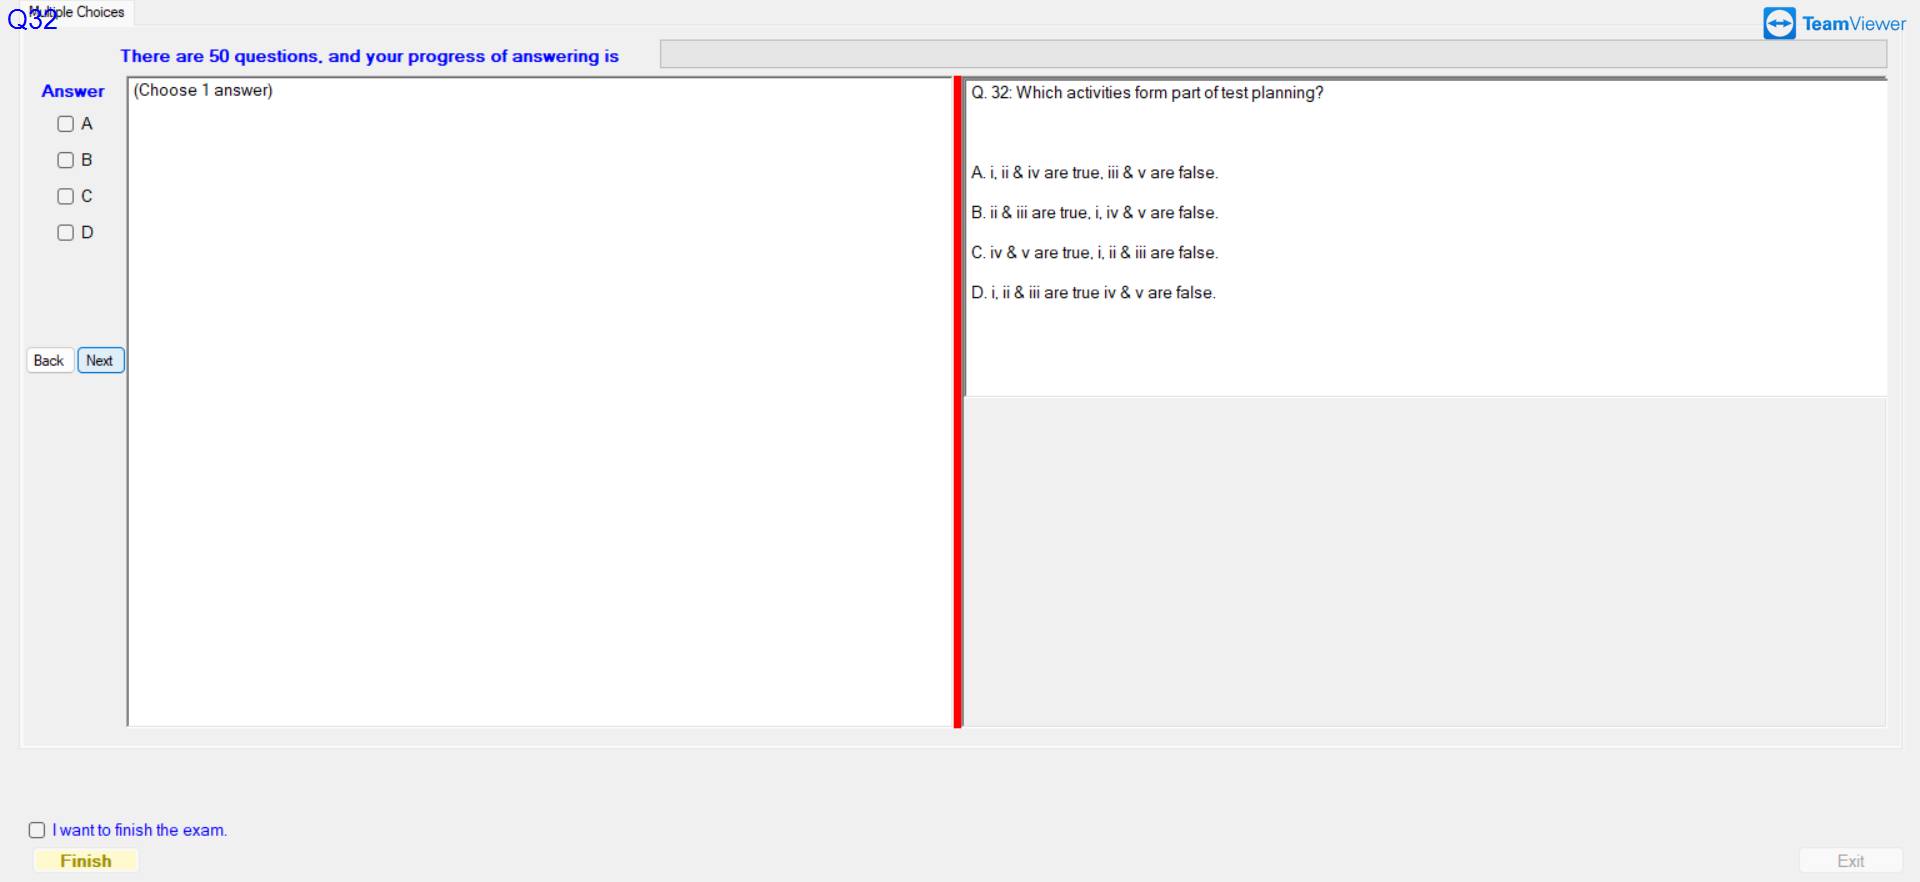 Multiple Choices
Q32
TeamViewer
There are 50 questions, and your progress of answering is
Answer
(Choose 1 answer)
A
B
C
D
Back
Next
Q. 32: Which activities form part of test planning?
A. i, ii & iv are true, iii & v are false.
B. ii & iii are true, i, iv & v are false.
C. iv & v are true, i, ii & iii are false.
D. i, ii & iii are true iv & v are false.
I want to finish the exam.
Finish
Exit